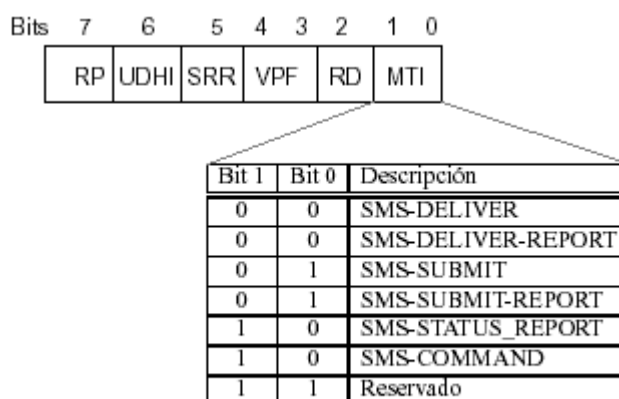 Bits 7 6 5 4 3 2 1 0
RP UDHI SRR VPF RD MTI
Bit 1 Bit 0 Descripción
0 0 SMS-DELIVER
0 0 SMS-DELIVER-REPORT
0 1 SMS-SUBMIT
0 1 SMS-SUBMIT-REPORT
1 0 SMS-STATUS_REPORT
1 0 SMS-COMMAND
1 1 Reservado